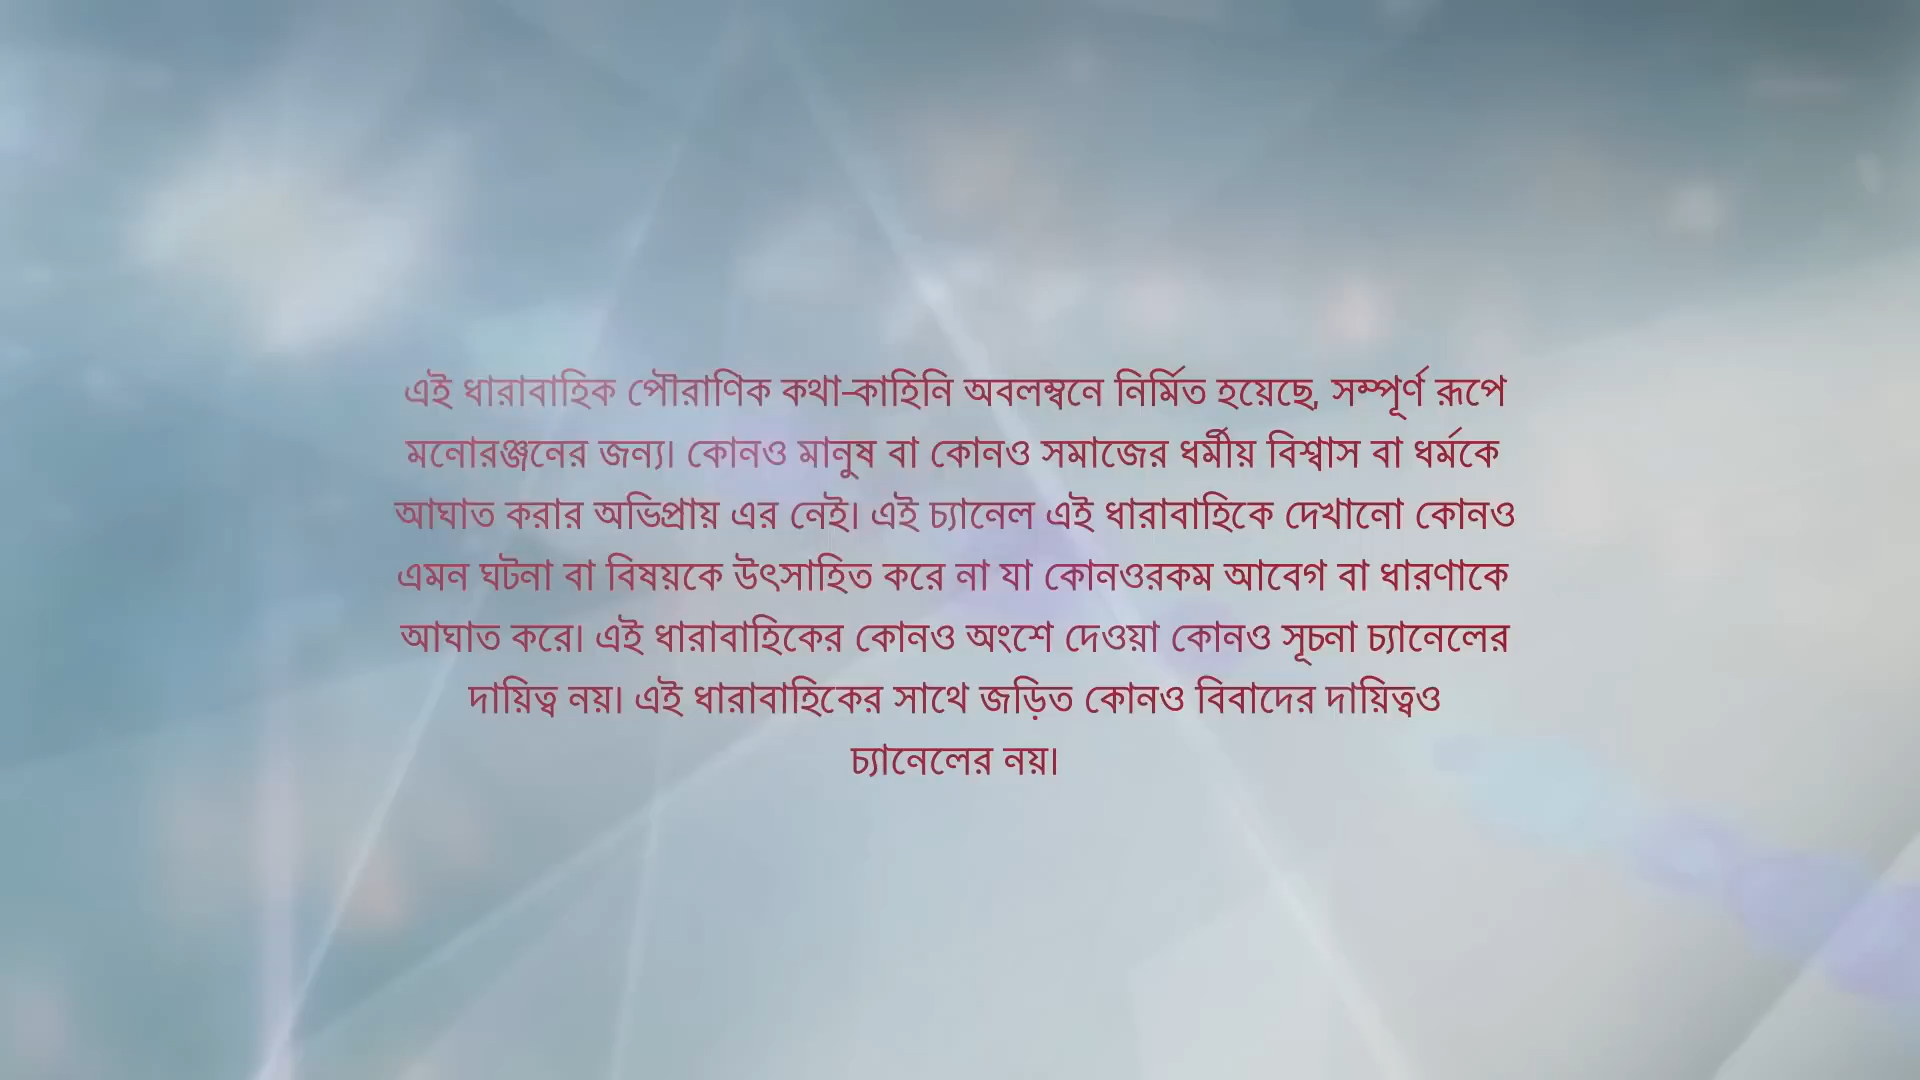 এই ধারাবাহিক পৌরাণিক কথা-কাহিনি অবলম্বনে নির্মিত হয়েছে, সম্পূর্ণ রূপে
মনোরঞ্জনের জন্য। কোনও মানুষ বা কোনও সমাজের ধর্মীয় বিশ্বাস বা ধর্মকে
আঘাত করার অভিপ্রায় এর নেই। এই চ্যানেল এই ধারাবাহিকে দেখানো কোনও
এমন ঘটনা বা বিষয়কে উৎসাহিত করে না যা কোনওরকম আবেগ বা ধারণাকে
আঘাত করে। এই ধারাবাহিকের কোনও অংশে দেওয়া কোনও সূচনা চ্যানেলের
দায়িত্ব নয়। এই ধারাবাহিকের সাথে জড়িত কোনও বিবাদের দায়িত্বও
চ্যানেলের নয়।